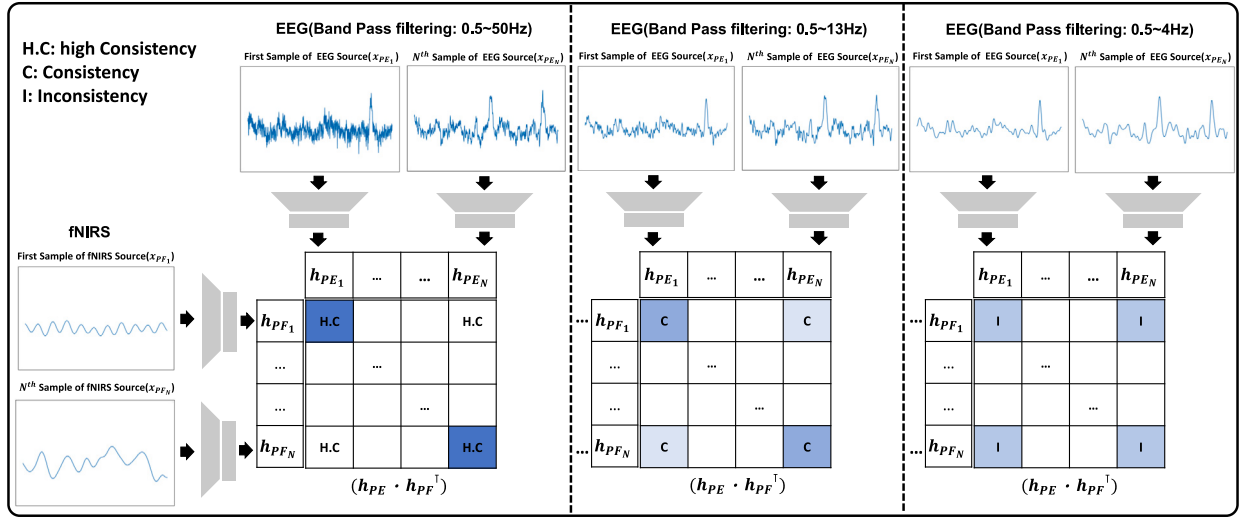 H.C: high Consistency
C: Consistency
I: Inconsistency
EEG(Band Pass filtering: 0.5~50Hz)
First Sample of EEG Source(x_{PE_1})
N^{th} Sample of EEG Source(x_{PE_N})
EEG(Band Pass filtering: 0.5~13Hz)
First Sample of EEG Source(x_{PE_1})
N^{th} Sample of EEG Source(x_{PE_N})
EEG(Band Pass filtering: 0.5~4Hz)
First Sample of EEG Source(x_{PE_1})
N^{th} Sample of EEG Source(x_{PE_N})
fNIRS
First Sample of fNIRS Source(x_{PF_1})
N^{th} Sample of fNIRS Source(x_{PF_N})
h_{PE_1} ... ... h_{PE_N}
h_{PF_1} H.C H.C
... ...
... ...
h_{PF_N} H.C H.C
(h_{PE} · h_{PF}^⊺)
h_{PE_1} ... ... h_{PE_N}
... h_{PF_1} C C
... ...
... ...
... h_{PF_N} C C
(h_{PE} · h_{PF}^⊺)
h_{PE_1} ... ... h_{PE_N}
... h_{PF_1} I I
... ...
... ...
... h_{PF_N} I I
(h_{PE} · h_{PF}^⊺)